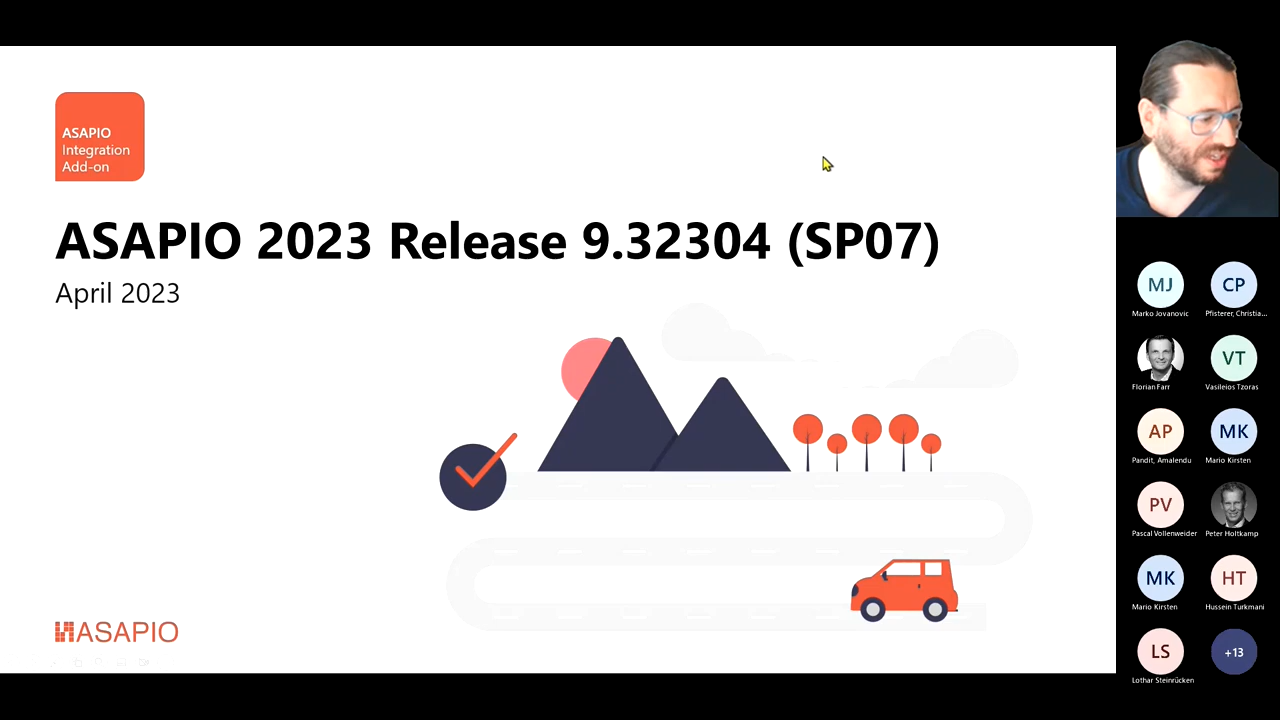 ASAPIO
Integration
Add-on
ASAPIO 2023 Release 9.32304 (SP07)
April 2023
ASAPIO
MJ
Marko Jovanovic
CP
Pfisterer, Christia...
Florian Farr
VT
Vasileios Tzoras
AP
Pandit, Amalendu
MK
Mario Kirsten
PV
Pascal Vollenweider
Peter Holtkamp
MK
Mario Kirsten
HT
Hussein Turkmani
LS
Lothar Steinrücken
+13